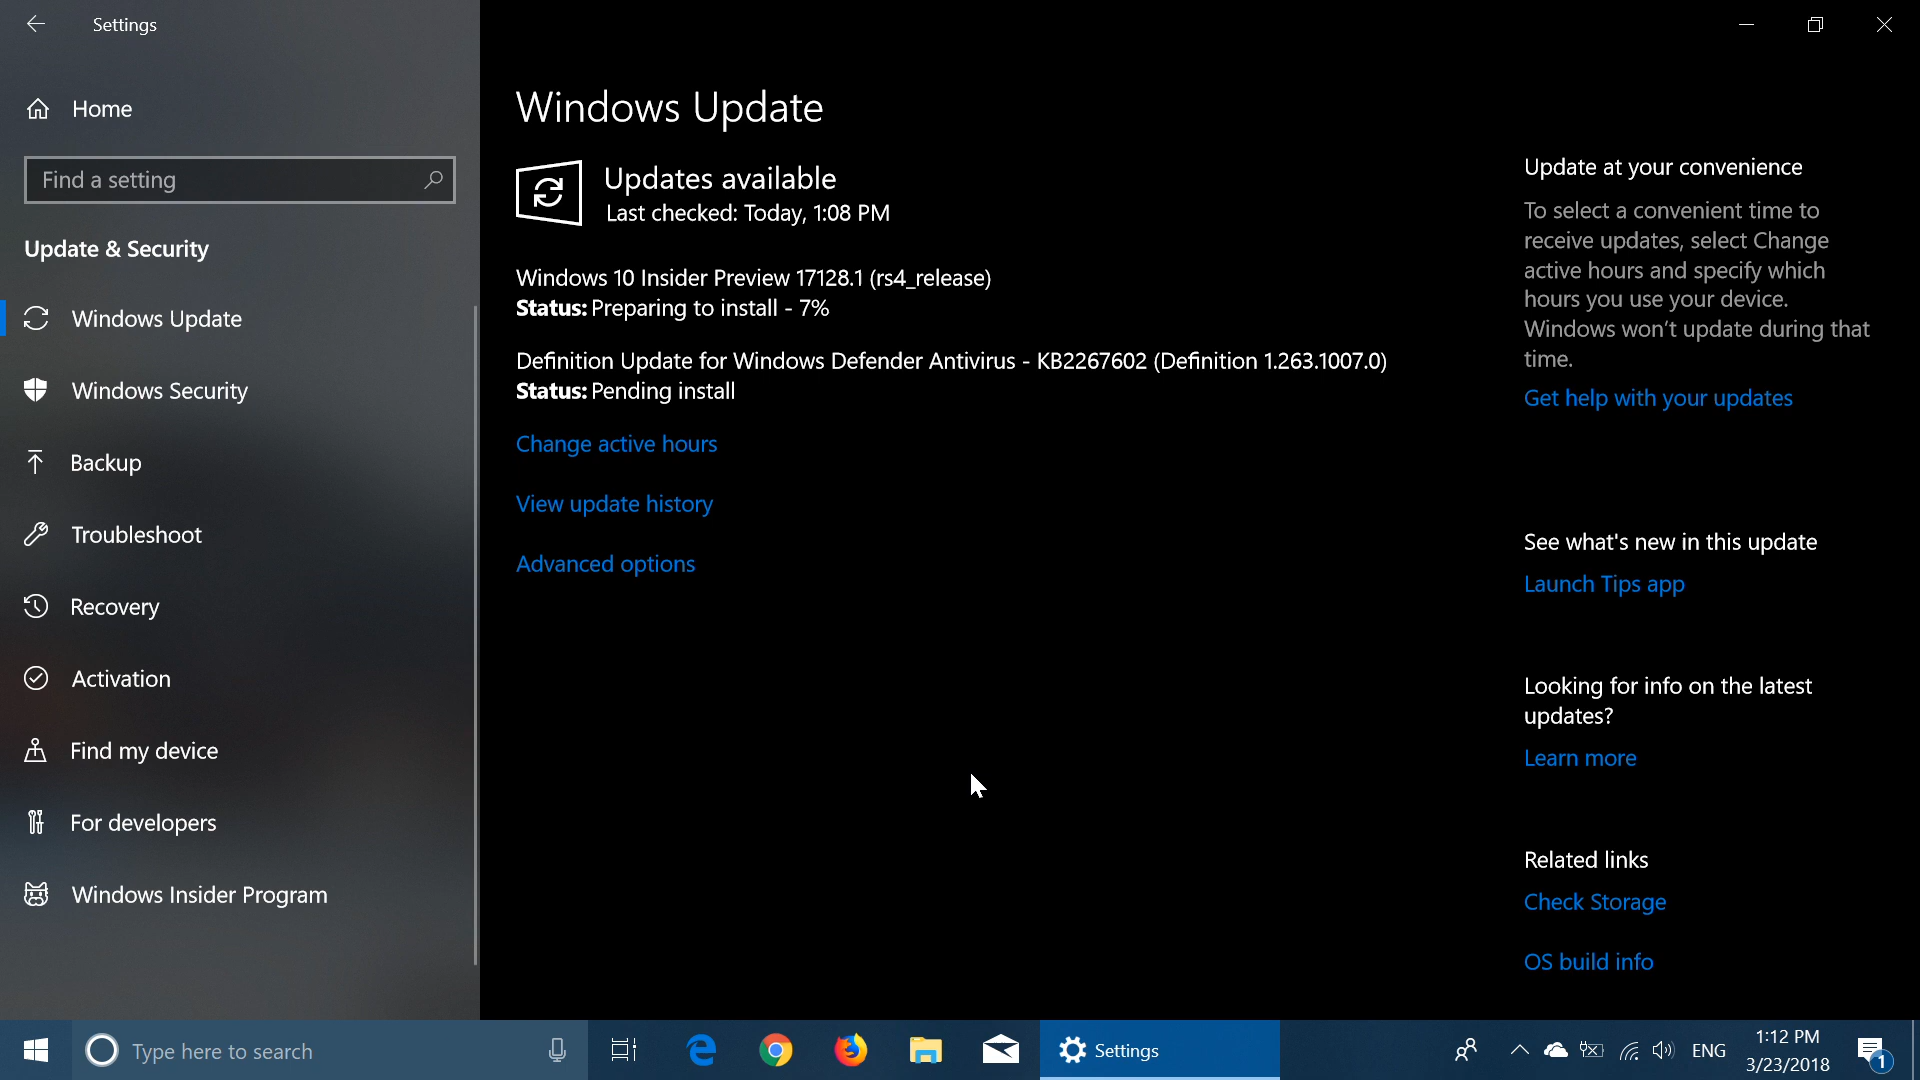 Settings
Home
Find a setting
Update & Security
Windows Update
Windows Security
Backup
Troubleshoot
Recovery
Activation
Find my device
For developers
Windows Insider Program
Windows Update
Updates available
Last checked: Today, 1:08 PM
Windows 10 Insider Preview 17128.1 (rs4_release)
Status: Preparing to install - 7%
Definition Update for Windows Defender Antivirus - KB2267602 (Definition 1.263.1007.0)
Status: Pending install
Change active hours
View update history
Advanced options
Update at your convenience
To select a convenient time to
receive updates, select Change
active hours and specify which
hours you use your device.
Windows won't update during that
time.
Get help with your updates
See what's new in this update
Launch Tips app
Looking for info on the latest
updates?
Learn more
Related links
Check Storage
OS build info
Type here to search
Settings
ENG
1:12 PM
3/23/2018
1